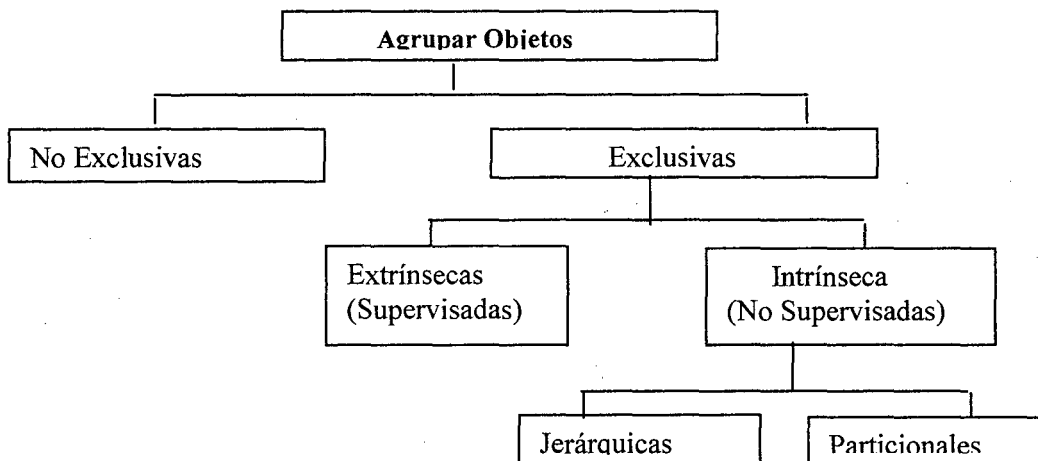 Agrupar Objetos
No Exclusivas
Exclusivas
Extrínsecas
(Supervisadas)
Intrínseca
(No Supervisadas)
Jerárquicas
Particionales